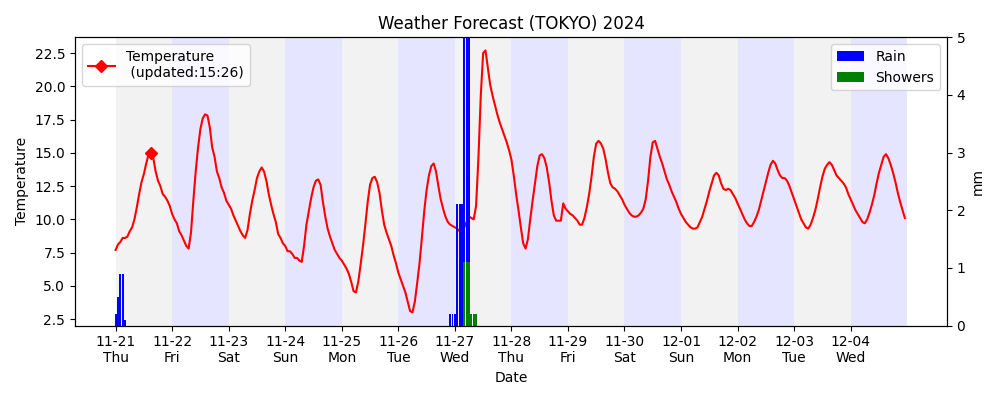 Weather Forecast (TOKYO) 2024
Temperature
(updated:15:26)
Rain
Showers
22.5
20.0
17.5
15.0
12.5
10.0
7.5
5.0
2.5
Temperature
5
4
3
2
1
0
mm
11-21 11-22 11-23 11-24 11-25 11-26 11-27 11-28 11-29 11-30 12-01 12-02 12-03 12-04
Thu Fri Sat Sun Mon Tue Wed Thu Fri Sat Sun Mon Tue Wed
Date